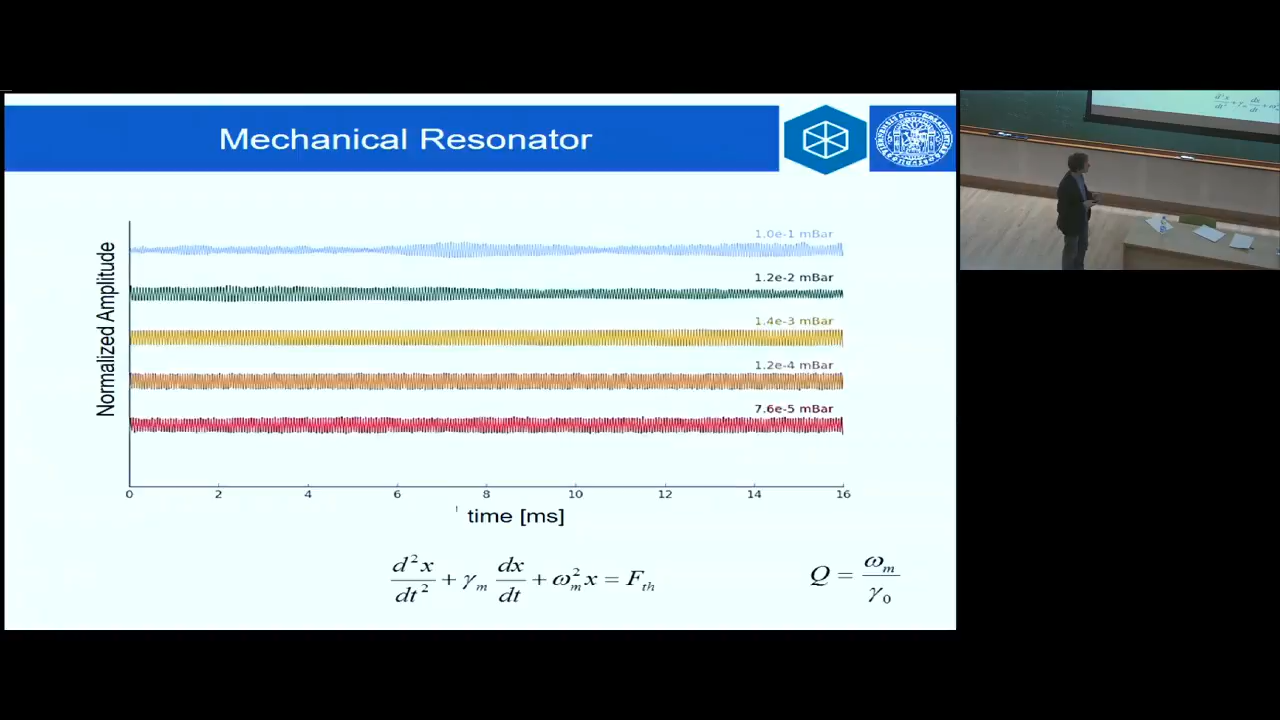 Mechanical Resonator
Normalized Amplitude
1.0e-1 mBar
1.2e-2 mBar
1.4e-3 mBar
1.2e-4 mBar
7.6e-5 mBar
0 2 4 6 8 10 12 14 16
time [ms]
d²x/dt² + γ_m dx/dt + ω_m² x = F_th
Q = ω_m/γ_0